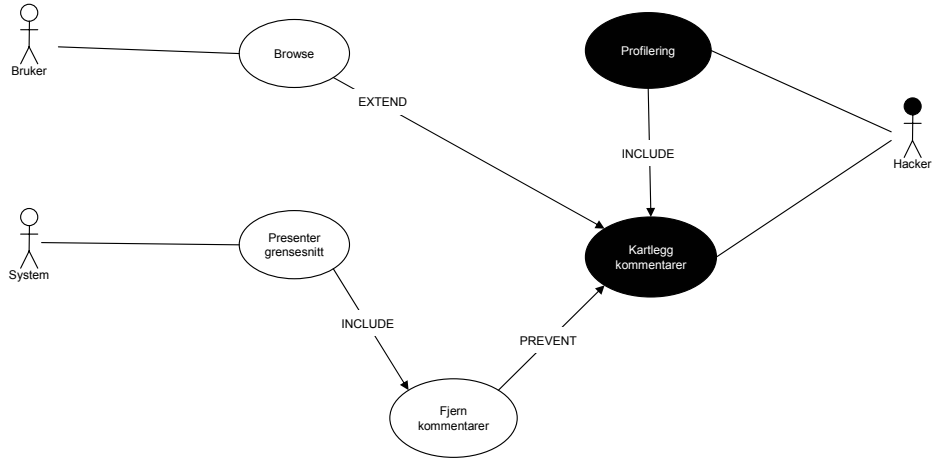 Bruker
Browse
Profilering
EXTEND
INCLUDE
Hacker
System
Presenter
grensesnitt
Kartlegg
kommentarer
INCLUDE
PREVENT
Fjern
kommentarer